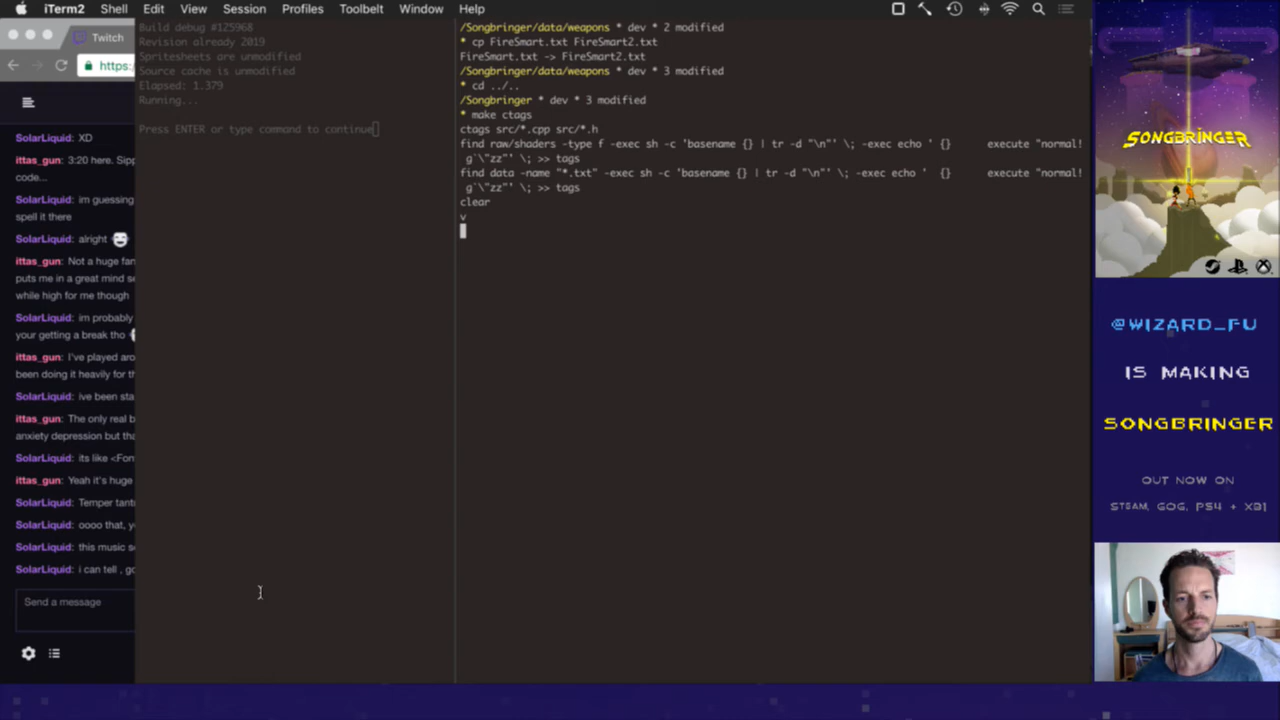 iTerm2 Shell Edit View Session Profiles Toolbelt Window Help
Twitch
https:
SolarLiquid: XD
ittas_gun: 3:20 here. Sipp
code...
SolarLiquid: im guessing
spell it there
SolarLiquid: alright
ittas_gun: Not a huge fan
puts me in a great mind se
while high for me though
SolarLiquid: im probably
your getting a break tho
ittas_gun: I've played aro
been doing it heavily for th
SolarLiquid: ive been sta
ittas_gun: The only real b
anxiety depression but tha
SolarLiquid: its like <Fon
ittas_gun: Yeah it's huge
SolarLiquid: Temper tant
SolarLiquid: oooo that, yo
SolarLiquid: this music so
SolarLiquid: i can tell , go
Send a message
Build debug #125968
Revision already 2019
Spritesheets are unmodified
Source cache is unmodified
Elapsed: 1.379
Running...
Press ENTER or type command to continue
/Songbringer/data/weapons * dev * 2 modified
* cp FireSmart.txt FireSmart2.txt
FireSmart.txt -> FireSmart2.txt
/Songbringer/data/weapons * dev * 3 modified
* cd ../..
/Songbringer * dev * 3 modified
* make ctags
ctags src/*.cpp src/*.h
find raw/shaders -type f -exec sh -c 'basename {} | tr -d "\n"' \; -exec echo ' {} execute "normal!
g`\"zz"' \; >> tags
find data -name "*.txt" -exec sh -c 'basename {} | tr -d "\n"' \; -exec echo ' {} execute "normal!
g`\"zz"' \; >> tags
clear
v
SONGBRINGER
@WIZARD_FU
IS MAKING
SONGBRINGER
OUT NOW ON
STEAM, GOG, PS4 + XB1